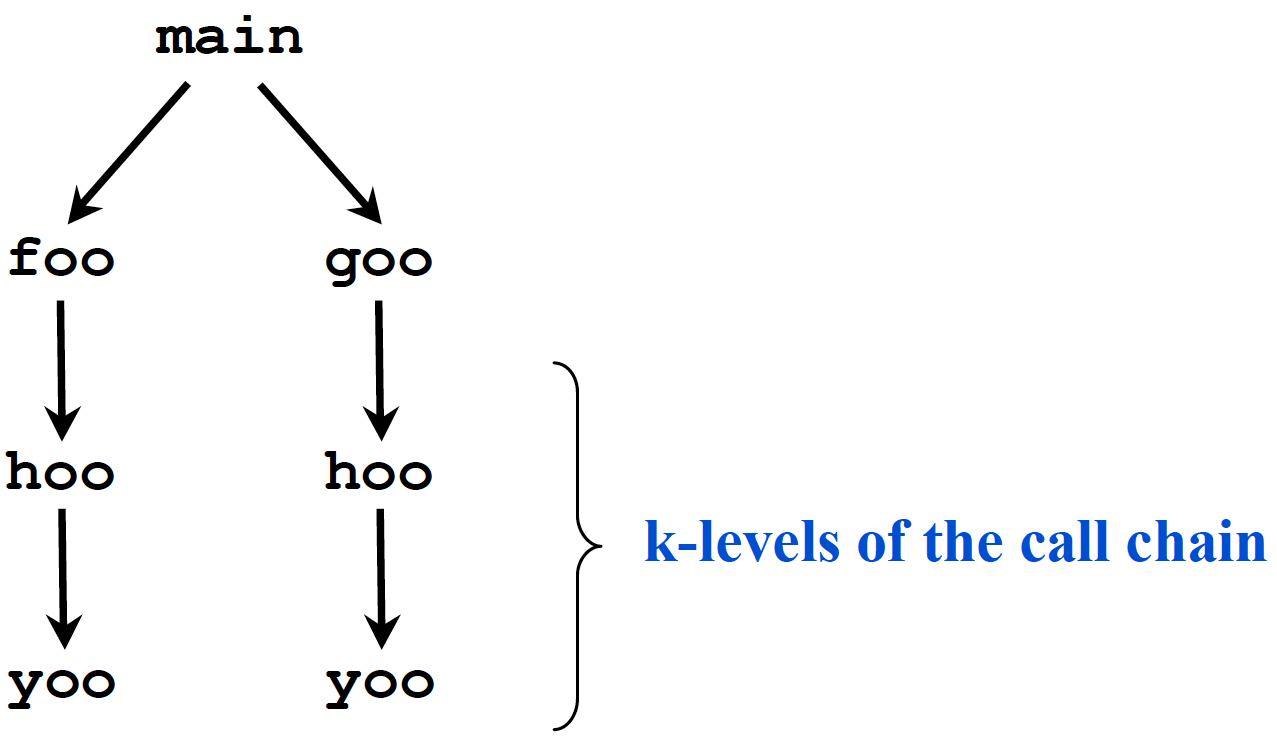 main
foo goo
hoo hoo
k-levels of the call chain
yoo yoo